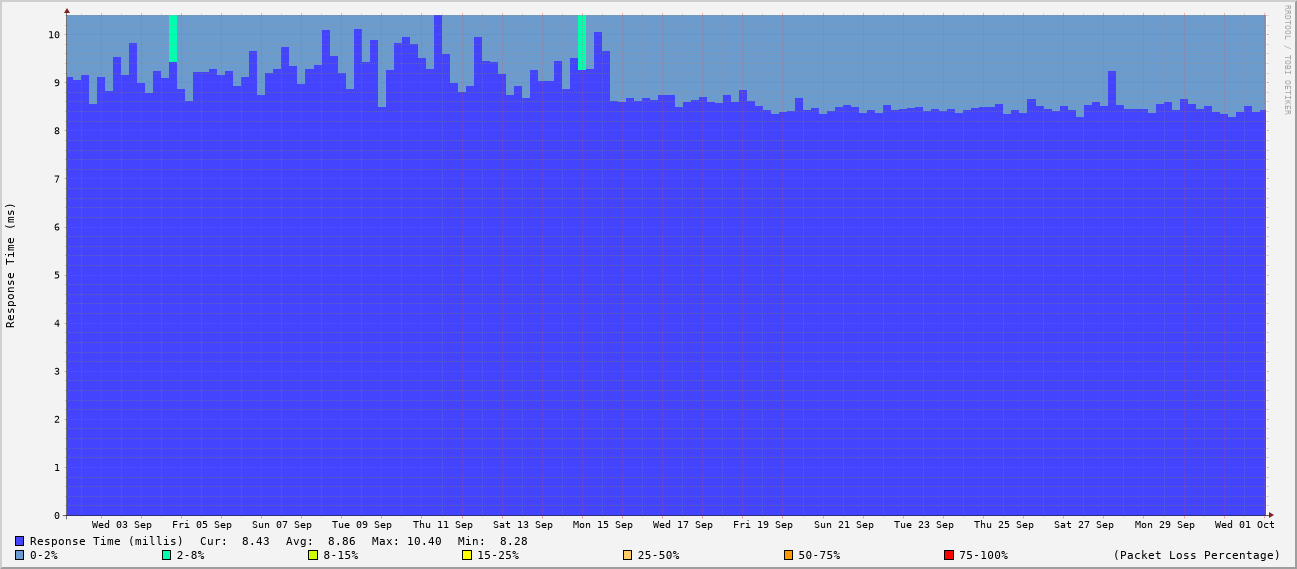 RRDTOOL / TOBI OETIKER
Response Time (ms)
10
9
8
7
6
5
4
3
2
1
0
Wed 03 Sep Fri 05 Sep Sun 07 Sep Tue 09 Sep Thu 11 Sep Sat 13 Sep Mon 15 Sep Wed 17 Sep Fri 19 Sep Sun 21 Sep Tue 23 Sep Thu 25 Sep Sat 27 Sep Mon 29 Sep Wed 01 Oct
Response Time (millis) Cur: 8.43 Avg: 8.86 Max: 10.40 Min: 8.28
0-2% 2-8% 8-15% 15-25% 25-50% 50-75% 75-100% (Packet Loss Percentage)